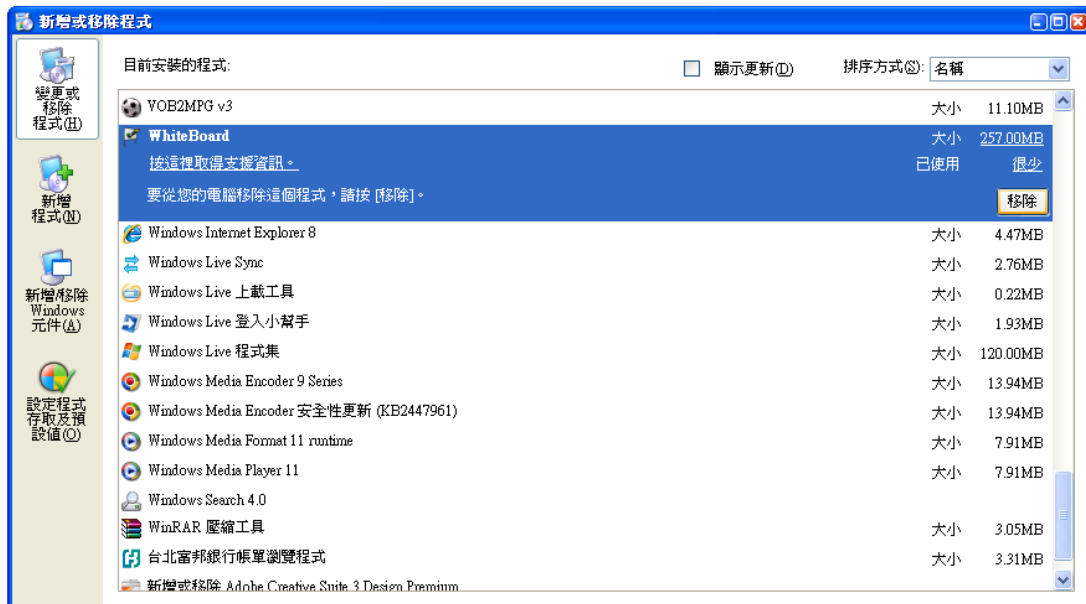 新增或移除程式
變更或
移除
程式(H)
新增
程式(N)
新增/移除
Windows
元件(A)
設定程式
存取及預
設值(O)
目前安裝的程式:
顯示更新(D)
排序方式(S): 名稱
VOB2MPG v3 大小 11.10MB
WhiteBoard 大小 257.00MB
按這裡取得支援資訊。 已使用 很少
要從您的電腦移除這個程式，請按 [移除]。 移除
Windows Internet Explorer 8 大小 4.47MB
Windows Live Sync 大小 2.76MB
Windows Live 上載工具 大小 0.22MB
Windows Live 登入小幫手 大小 1.93MB
Windows Live 程式集 大小 120.00MB
Windows Media Encoder 9 Series 大小 13.94MB
Windows Media Encoder 安全性更新 (KB2447961) 大小 13.94MB
Windows Media Format 11 runtime 大小 7.91MB
Windows Media Player 11 大小 7.91MB
Windows Search 4.0
WinRAR 壓縮工具 大小 3.05MB
台北富邦銀行帳單瀏覽程式 大小 3.31MB
新增或移除 Adobe Creative Suite 3 Design Premium